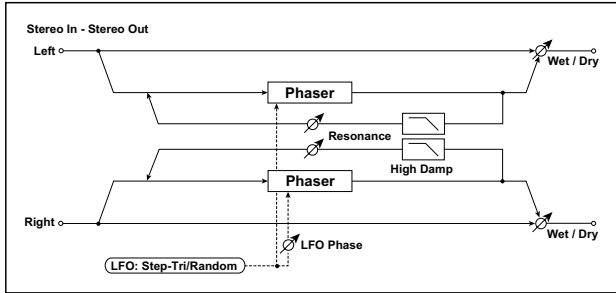 Stereo In - Stereo Out
Left
Wet / Dry
Phaser
Resonance
High Damp
Phaser
Right
Wet / Dry
LFO Phase
LFO: Step-Tri/Random